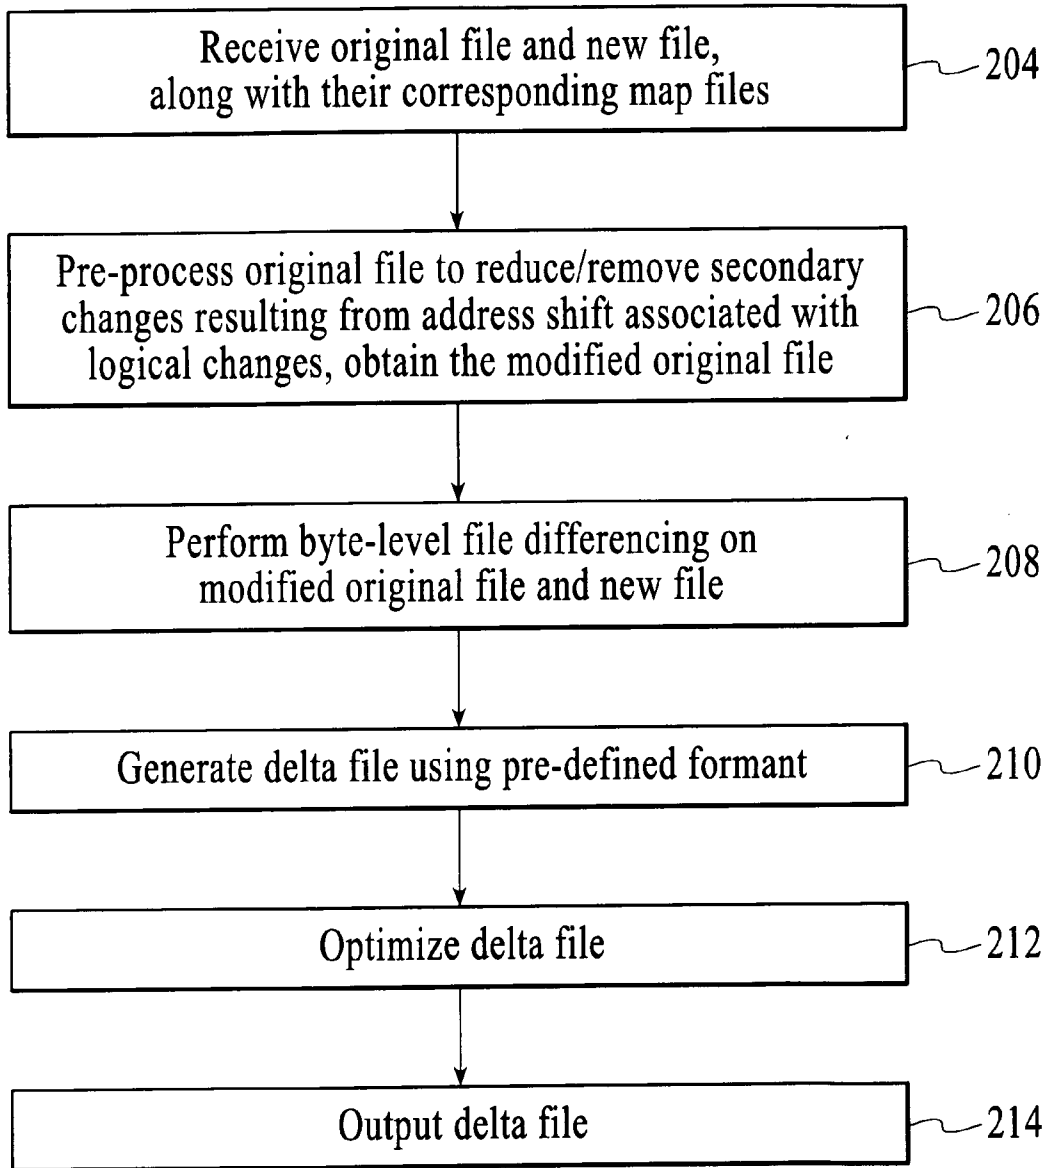 Receive original file and new file,
along with their corresponding map files
204
Pre-process original file to reduce/remove secondary
changes resulting from address shift associated with
logical changes, obtain the modified original file
206
Perform byte-level file differencing on
modified original file and new file
208
Generate delta file using pre-defined formant
210
Optimize delta file
212
Output delta file
214